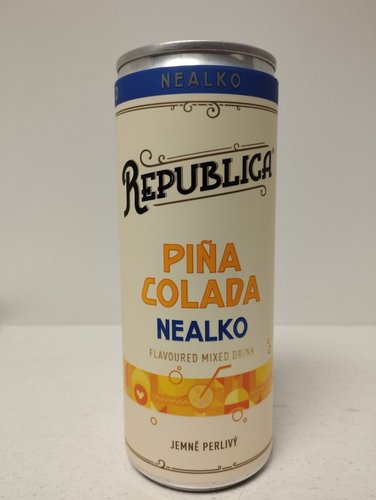 NEALKO
REPUBLICA
PIÑA
COLADA
NEALKO
FLAVOURED MIXED DRINK
JEMNĚ PERLIVÝ